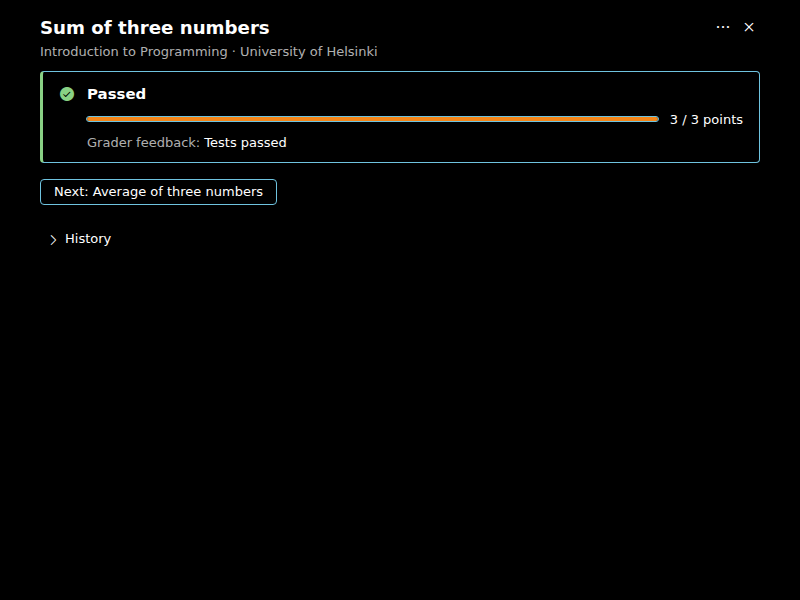 Sum of three numbers
Introduction to Programming · University of Helsinki
Passed
3 / 3 points
Grader feedback: Tests passed
Next: Average of three numbers
History